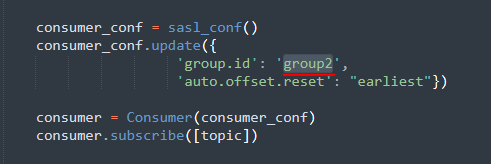 consumer_conf = sasl_conf()
consumer_conf.update({
'group.id': 'group2',
'auto.offset.reset': "earliest"})
consumer = Consumer(consumer_conf)
consumer.subscribe([topic])